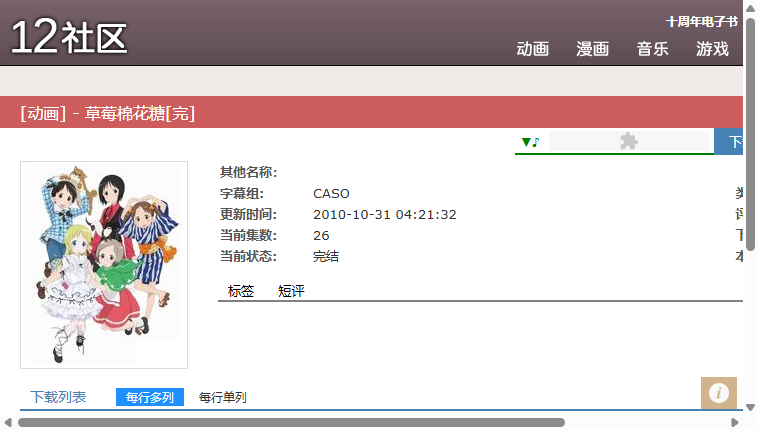 12社区
十周年电子书
动画 漫画 音乐 游戏
[动画] - 草莓棉花糖[完]
▼♪
其他名称:
字幕组: CASO
更新时间: 2010-10-31 04:21:32
当前集数: 26
当前状态: 完结
标签 短评
下载列表 每行多列 每行单列